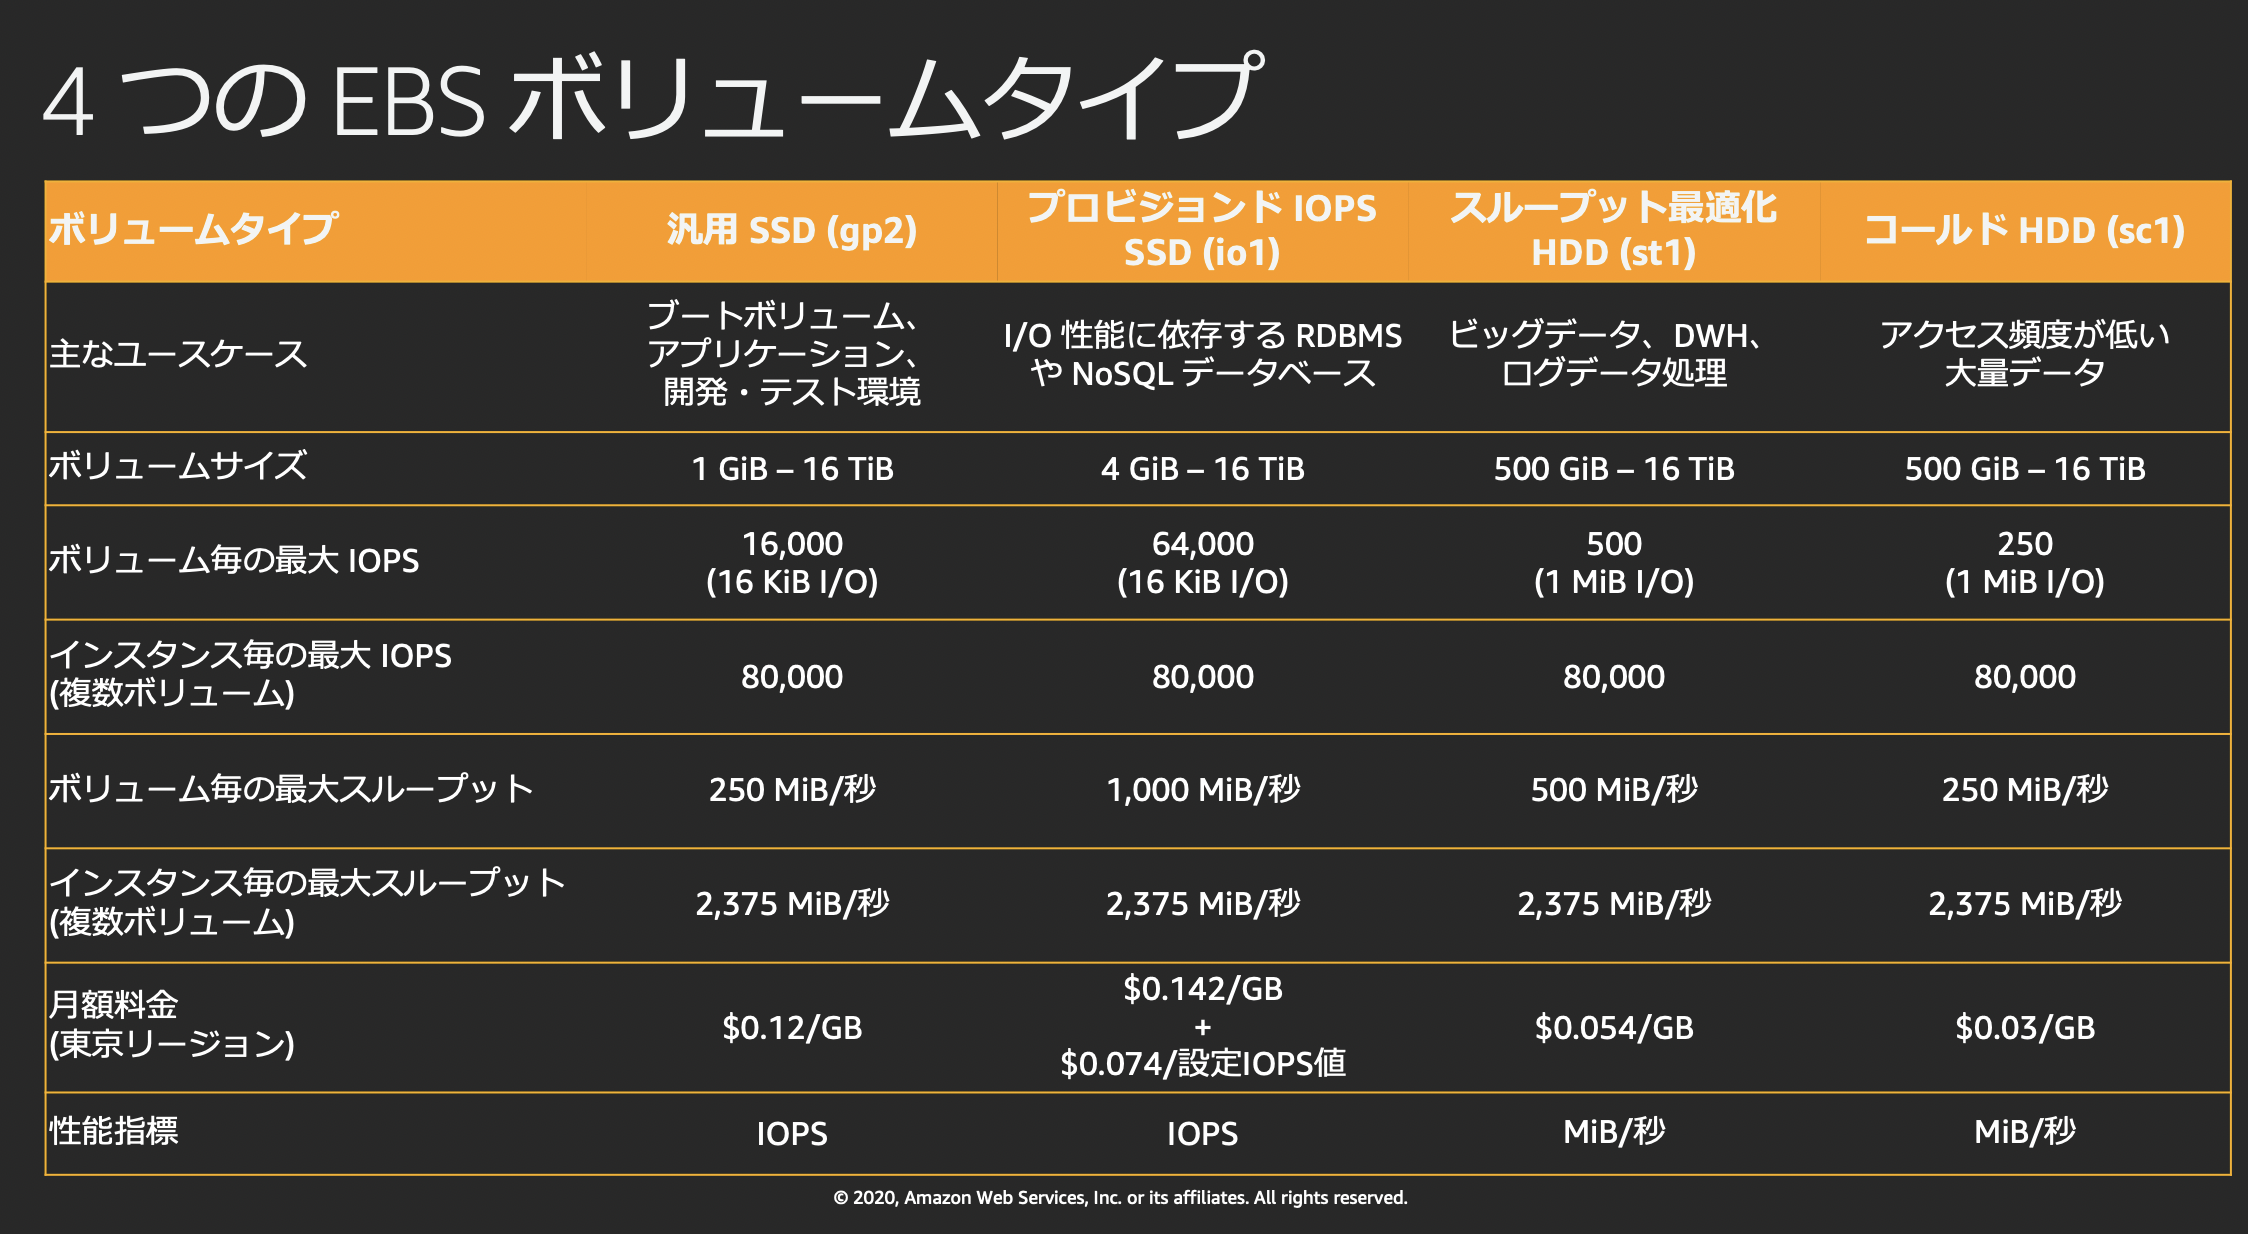 4 つの EBS ボリュームタイプ
ボリュームタイプ
汎用 SSD (gp2)
プロビジョンド IOPS
SSD (io1)
スループット最適化
HDD (st1)
コールド HDD (sc1)
主なユースケース
ブートボリューム、
アプリケーション、
開発・テスト環境
I/O 性能に依存する RDBMS
や NoSQL データベース
ビッグデータ、DWH、
ログデータ処理
アクセス頻度が低い
大量データ
ボリュームサイズ
1 GiB – 16 TiB
4 GiB – 16 TiB
500 GiB – 16 TiB
500 GiB – 16 TiB
ボリューム毎の最大 IOPS
16,000
(16 KiB I/O)
64,000
(16 KiB I/O)
500
(1 MiB I/O)
250
(1 MiB I/O)
インスタンス毎の最大 IOPS
(複数ボリューム)
80,000
80,000
80,000
80,000
ボリューム毎の最大スループット
250 MiB/秒
1,000 MiB/秒
500 MiB/秒
250 MiB/秒
インスタンス毎の最大スループット
(複数ボリューム)
2,375 MiB/秒
2,375 MiB/秒
2,375 MiB/秒
2,375 MiB/秒
月額料金
(東京リージョン)
$0.12/GB
$0.142/GB
+
$0.074/設定IOPS値
$0.054/GB
$0.03/GB
性能指標
IOPS
IOPS
MiB/秒
MiB/秒
© 2020, Amazon Web Services, Inc. or its affiliates. All rights reserved.